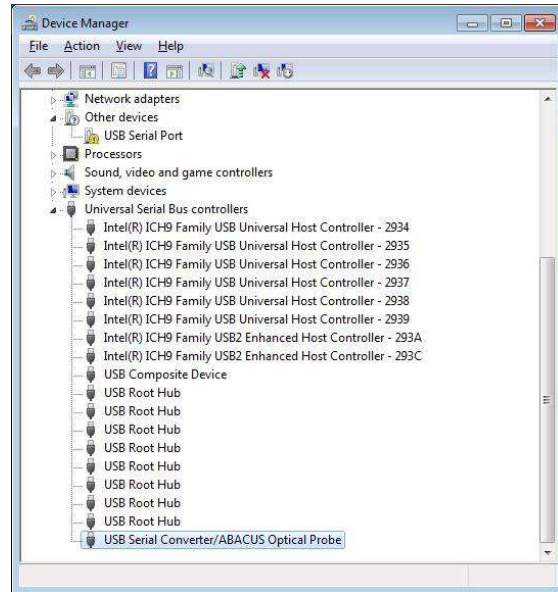 Device Manager
File Action View Help
Network adapters
Other devices
USB Serial Port
Processors
Sound, video and game controllers
System devices
Universal Serial Bus controllers
Intel(R) ICH9 Family USB Universal Host Controller - 2934
Intel(R) ICH9 Family USB Universal Host Controller - 2935
Intel(R) ICH9 Family USB Universal Host Controller - 2936
Intel(R) ICH9 Family USB Universal Host Controller - 2937
Intel(R) ICH9 Family USB Universal Host Controller - 2938
Intel(R) ICH9 Family USB Universal Host Controller - 2939
Intel(R) ICH9 Family USB2 Enhanced Host Controller - 293A
Intel(R) ICH9 Family USB2 Enhanced Host Controller - 293C
USB Composite Device
USB Root Hub
USB Root Hub
USB Root Hub
USB Root Hub
USB Root Hub
USB Root Hub
USB Root Hub
USB Root Hub
USB Serial Converter/ABACUS Optical Probe